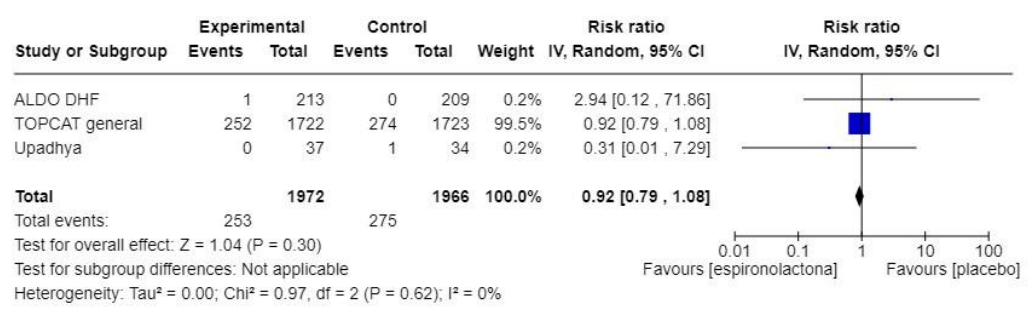 Experimental Control Risk ratio Risk ratio
Study or Subgroup Events Total Events Total Weight IV, Random, 95% CI IV, Random, 95% CI
ALDO DHF 1 213 0 209 0.2% 2.94 [0.12 , 71.86]
TOPCAT general 252 1722 274 1723 99.5% 0.92 [0.79 , 1.08]
Upadhya 0 37 1 34 0.2% 0.31 [0.01 , 7.29]
Total 1972 1966 100.0% 0.92 [0.79 , 1.08]
Total events: 253 275
Test for overall effect: Z = 1.04 (P = 0.30)
Test for subgroup differences: Not applicable
Heterogeneity: Tau² = 0.00; Chi² = 0.97, df = 2 (P = 0.62); I² = 0%
0.01 0.1 1 10 100
Favours [espironolactona] Favours [placebo]